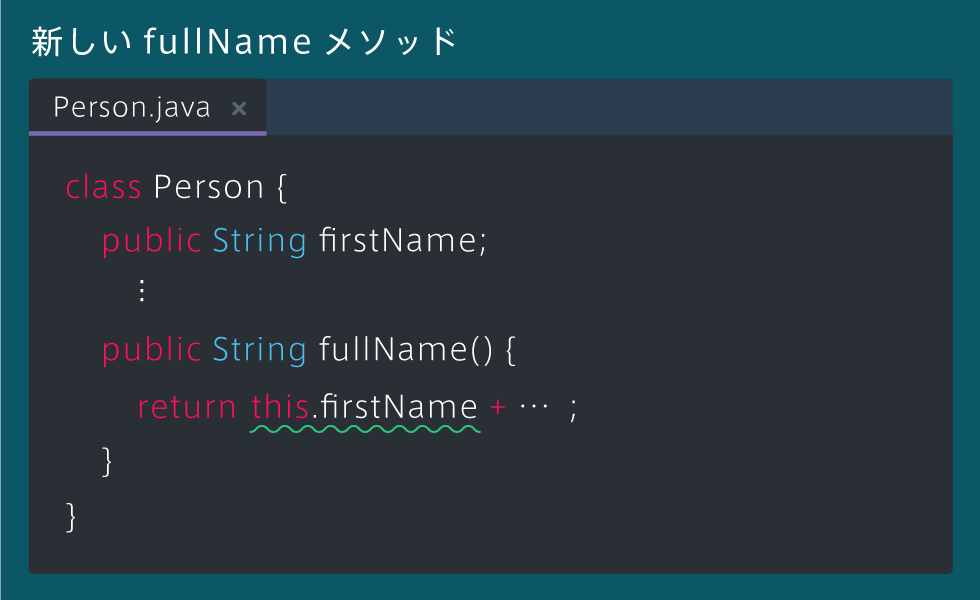 新しい fullName メソッド
Person.java ×
class Person {
public String firstName;
⋮
public String fullName() {
return this.firstName + ⋯ ;
}
}